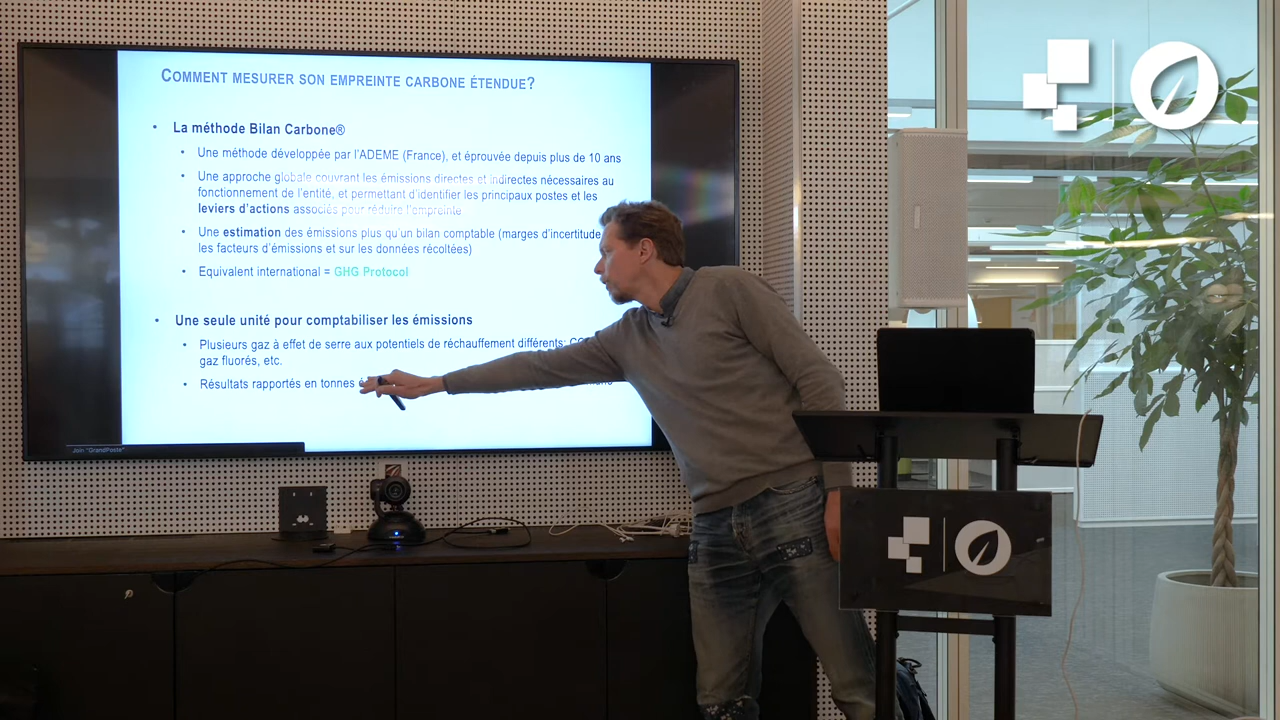 COMMENT MESURER SON EMPREINTE CARBONE ÉTENDUE?
• La méthode Bilan Carbone®
• Une méthode développée par l'ADEME (France), et éprouvée depuis plus de 10 ans
• Une approche globale couvrant les émissions directes et indirectes nécessaires au
fonctionnement de l'entité, et permettant d'identifier les principaux postes et les
leviers d'actions associés pour réduire l'empreinte
• Une estimation des émissions plus qu'un bilan comptable (marges d'incertitude
les facteurs d'émissions et sur les données récoltées)
• Equivalent international = GHG Protocol
• Une seule unité pour comptabiliser les émissions
• Plusieurs gaz à effet de serre aux potentiels de réchauffement différents:
gaz fluorés, etc.
• Résultats rapportés en tonnes
Join "GrandPoste"